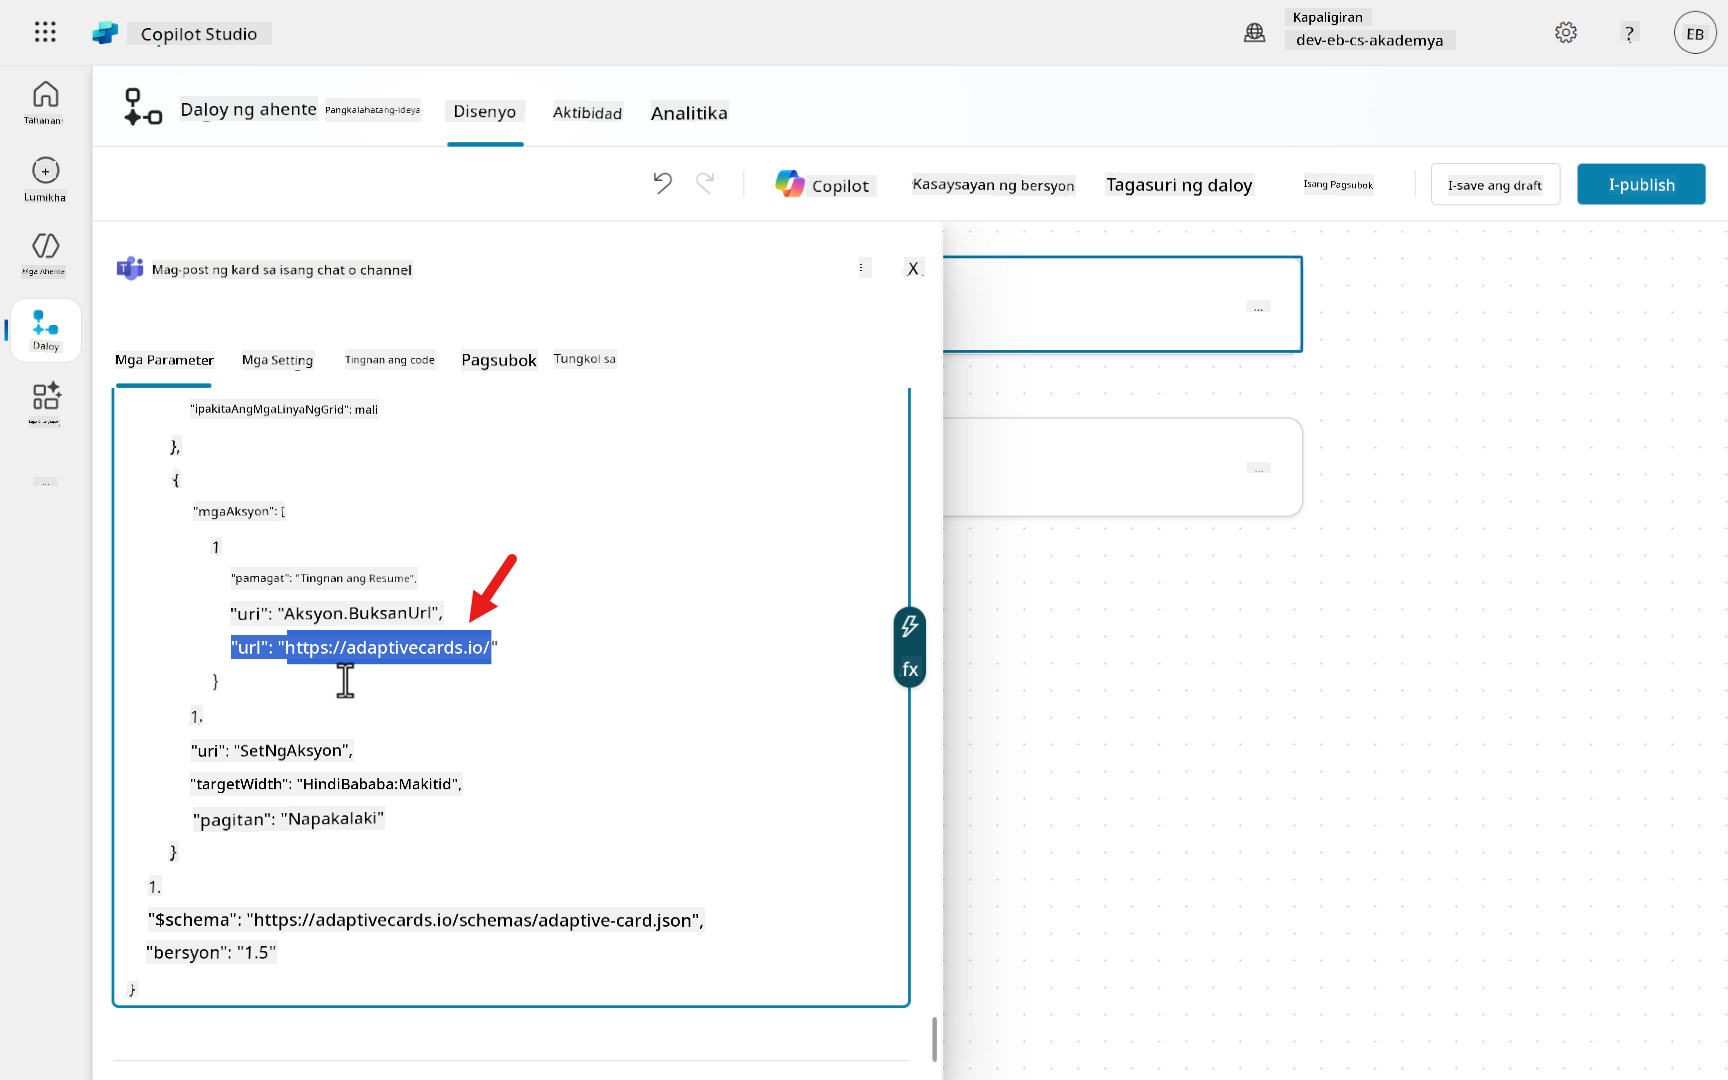 Copilot Studio
Kapaligiran
dev-eb-cs-akademya
?
EB
Tahanan
Lumikha
Mga Ahente
Daloy
...
Daloy ng ahente Pangkalahatang-ideya Disenyo Aktibidad Analitika
Copilot Kasaysayan ng bersyon Tagasuri ng daloy Isang Pagsubok I-save ang draft I-publish
Mag-post ng kard sa isang chat o channel
X
...
...
Mga Parameter Mga Setting Tingnan ang code Pagsubok Tungkol sa
"ipakitaAngMgaLinyaNgGrid": mali
},
{
"mgaAksyon": [
1
"pamagat": "Tingnan ang Resume",
"uri": "Aksyon.BuksanUrl",
"url": "https://adaptivecards.io/"
}
1,
"uri": "SetNgAksyon",
"targetWidth": "HindiBababa:Makitid",
"pagitan": "Napakalaki"
}
1.
"$schema": "https://adaptivecards.io/schemas/adaptive-card.json",
"bersyon": "1.5"
}
fx